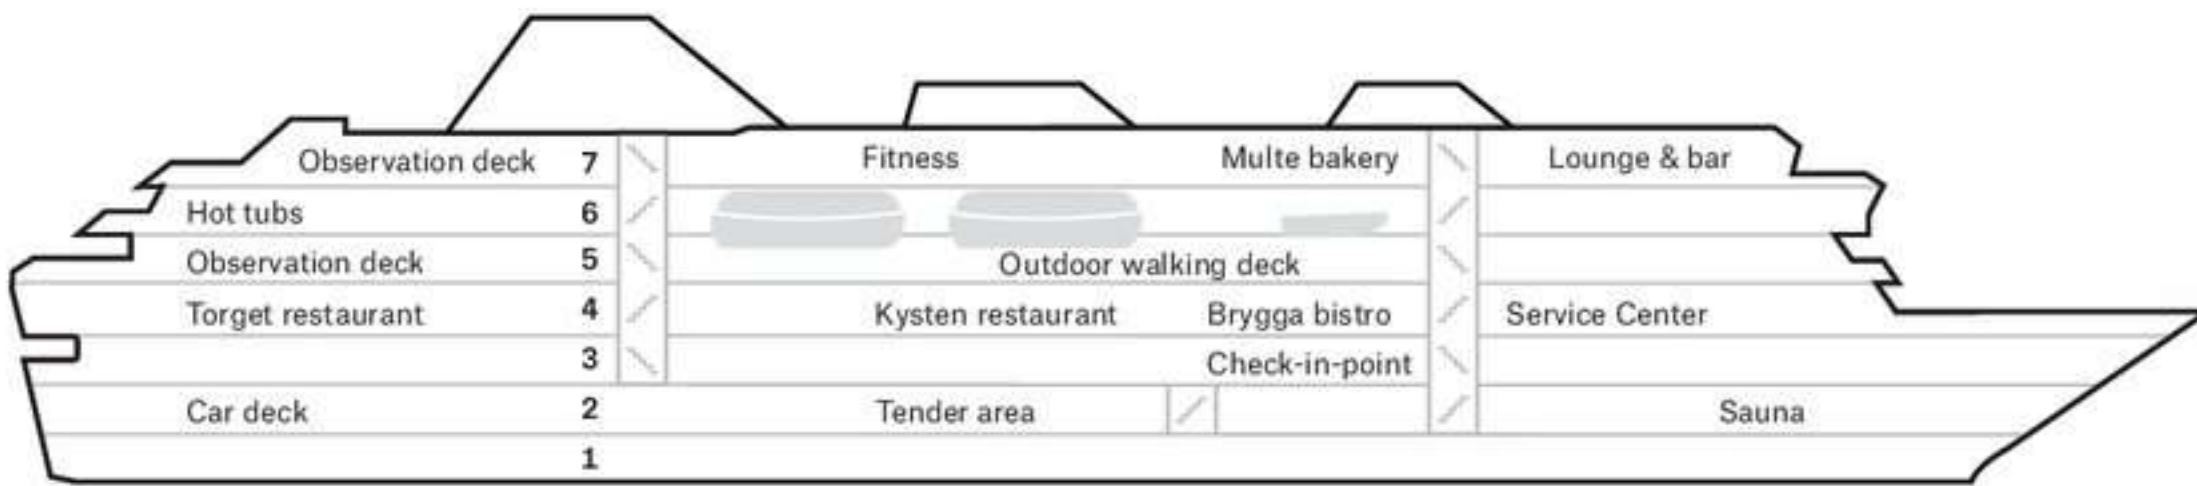 Observation deck 7 Fitness Multe bakery Lounge & bar
Hot tubs 6
Observation deck 5 Outdoor walking deck
Torget restaurant 4 Kysten restaurant Brygga bistro Service Center
3 Check-in-point
Car deck 2 Tender area Sauna
1